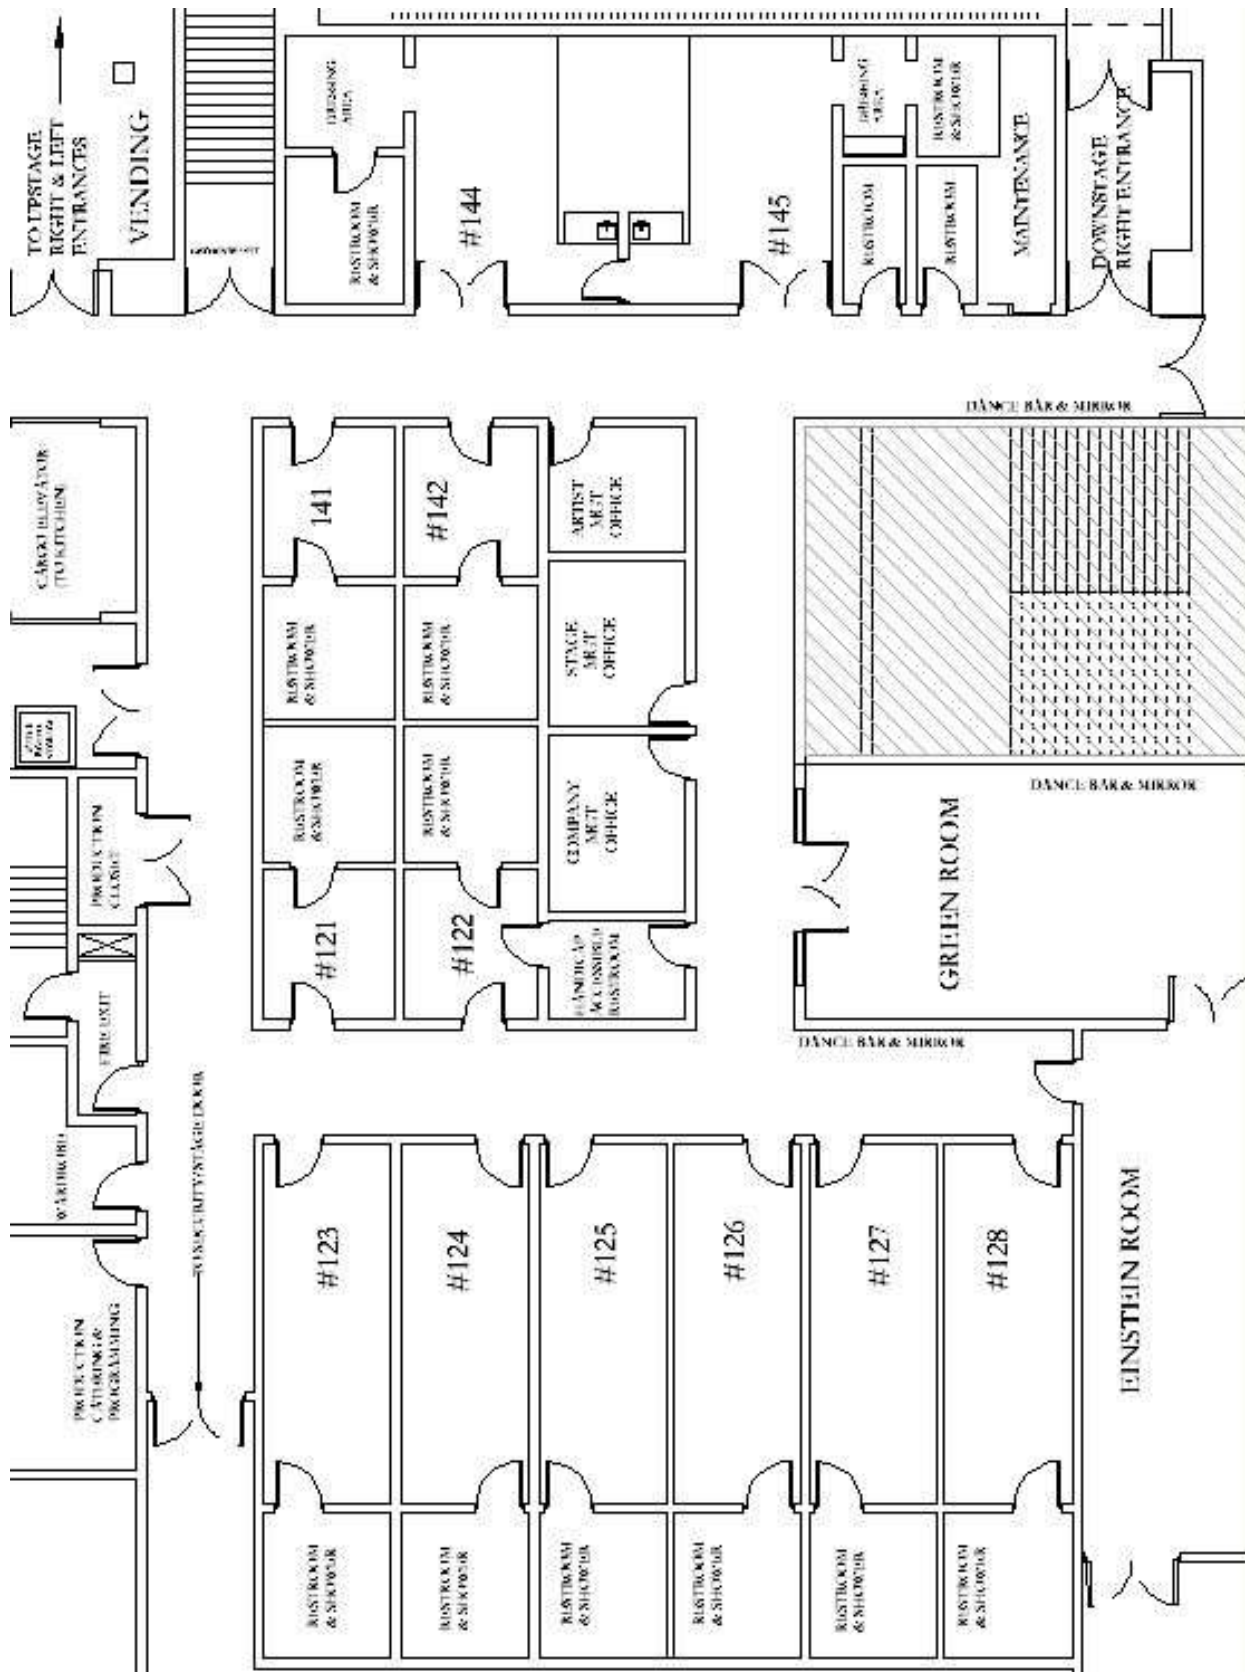 TO UPSTAGE
RIGHT & LEFT
ENTRANCES
VENDING
DRESSING
AREA
RESTROOM
& SHOWER
#144
#145
DRESSING
AREA
RESTROOM
& SHOWER
RESTROOM
RESTROOM
MAINTENANCE
DOWNSTAGE
RIGHT ENTRANCE
DANCE BAR & MIRROR
CARGO ELEVATOR
(TO KITCHEN)
141
#142
ARTIST
MGT
OFFICE
RESTROOM
& SHOWER
RESTROOM
& SHOWER
STAGE
MGT
OFFICE
RESTROOM
& SHOWER
RESTROOM
& SHOWER
COMPANY
MGT
OFFICE
DANCE BAR & MIRROR
PRODUCTION
CLOSET
#121
#122
HANDICAP
ACCESSIBLE
RESTROOM
GREEN ROOM
FIRE EXIT
DANCE BAR & MIRROR
WARDROBE
TO SECURITY/STAGE DOOR
#123
#124
#125
#126
#127
#128
EINSTEIN ROOM
PRODUCTION
CATERING &
PROGRAMMING
RESTROOM
& SHOWER
RESTROOM
& SHOWER
RESTROOM
& SHOWER
RESTROOM
& SHOWER
RESTROOM
& SHOWER
RESTROOM
& SHOWER